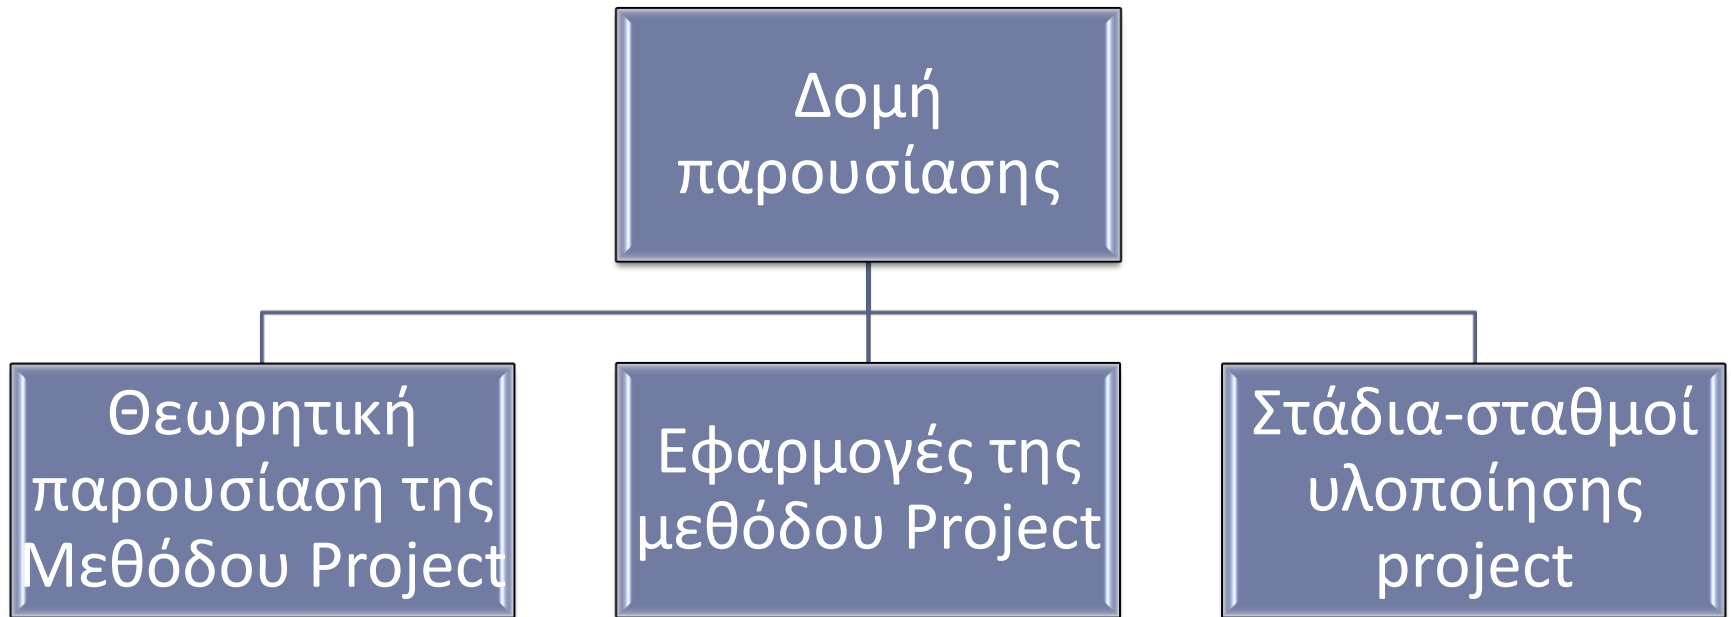 Δομή
παρουσίασης
Θεωρητική
παρουσίαση της
Μεθόδου Project
Εφαρμογές της
μεθόδου Project
Στάδια-σταθμοί
υλοποίησης
project